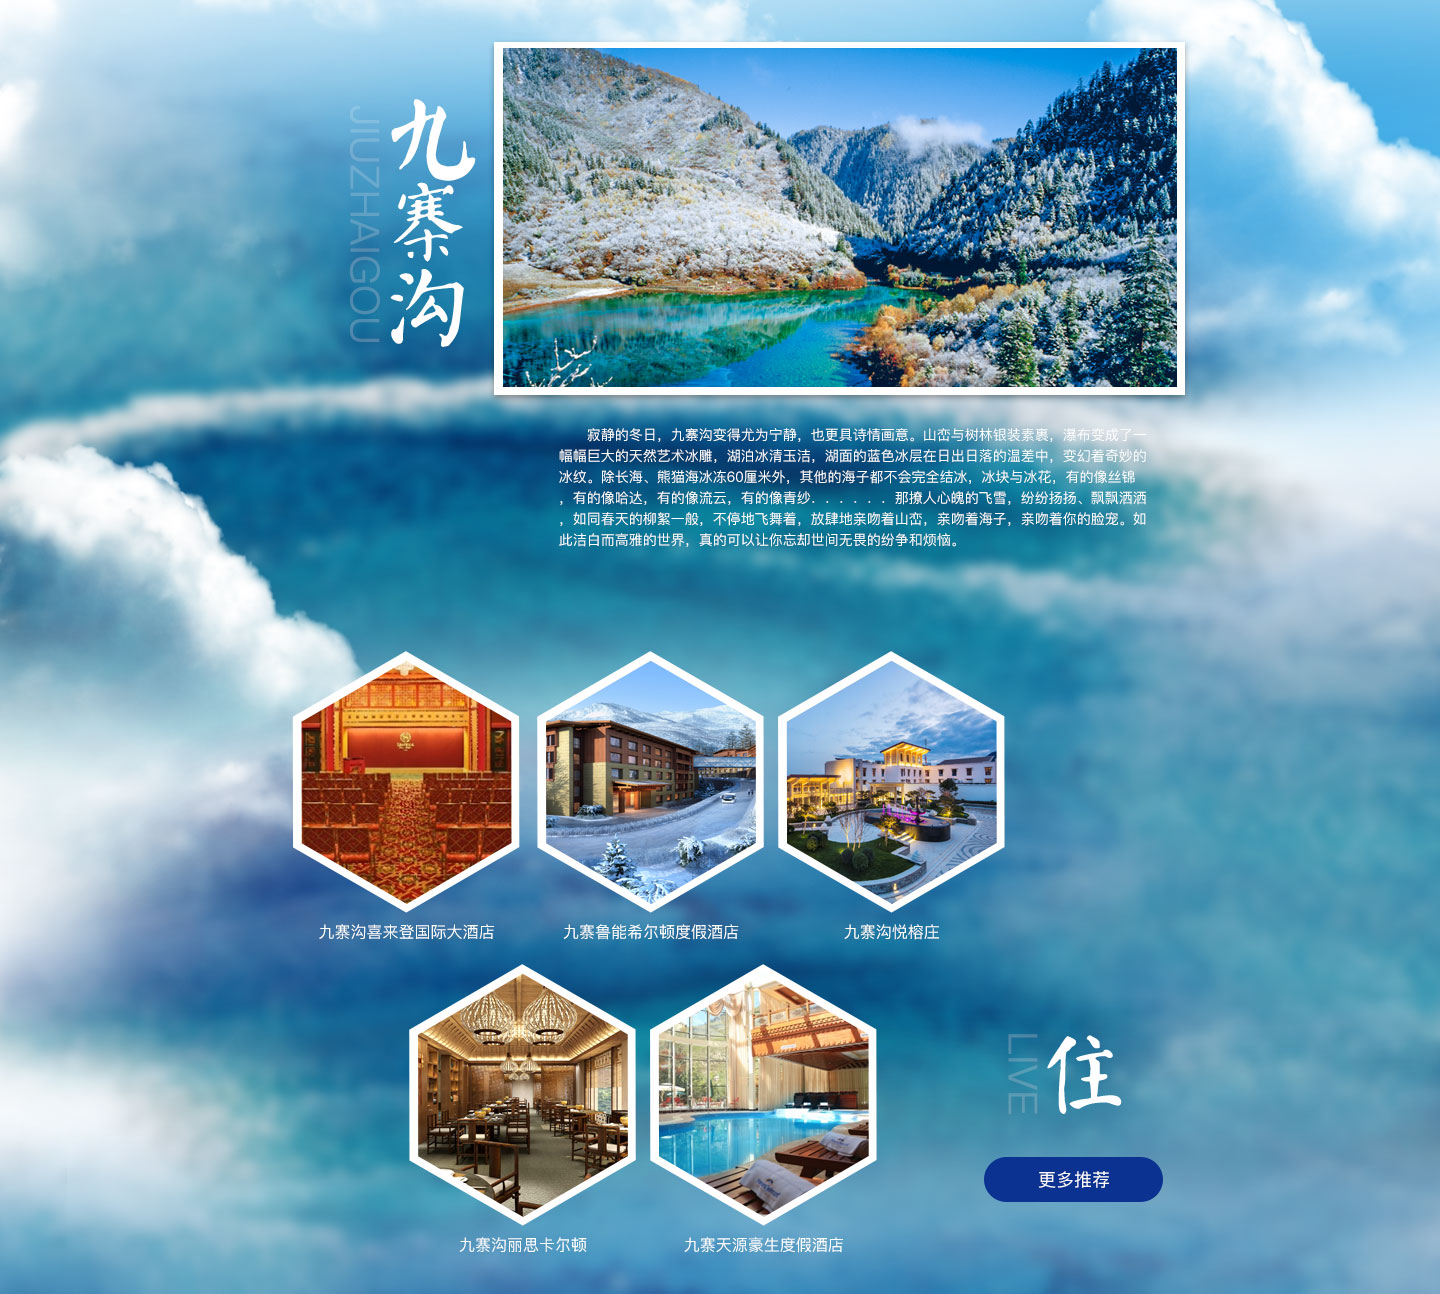 九寨沟
JIUZHAIGOU
寂静的冬日，九寨沟变得尤为宁静，也更具诗情画意。山峦与树林银装素裹，瀑布变成了一
幅幅巨大的天然艺术冰雕，湖泊冰清玉洁，湖面的蓝色冰层在日出日落的温差中，变幻着奇妙的
冰纹。除长海、熊猫海冰冻60厘米外，其他的海子都不会完全结冰，冰块与冰花，有的像丝锦
，有的像哈达，有的像流云，有的像青纱．．．．．．那撩人心魄的飞雪，纷纷扬扬、飘飘洒洒
，如同春天的柳絮一般，不停地飞舞着，放肆地亲吻着山峦，亲吻着海子，亲吻着你的脸宠。如
此洁白而高雅的世界，真的可以让你忘却世间无畏的纷争和烦恼。
九寨沟喜来登国际大酒店
九寨鲁能希尔顿度假酒店
九寨沟悦榕庄
九寨沟丽思卡尔顿
九寨天源豪生度假酒店
住
LIVE
更多推荐